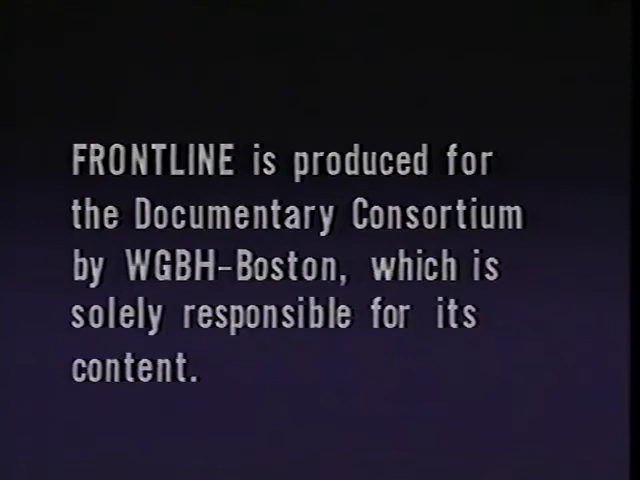 FRONTLINE is produced for
the Documentary Consortium
by WGBH-Boston, which is
solely responsible for its
content.